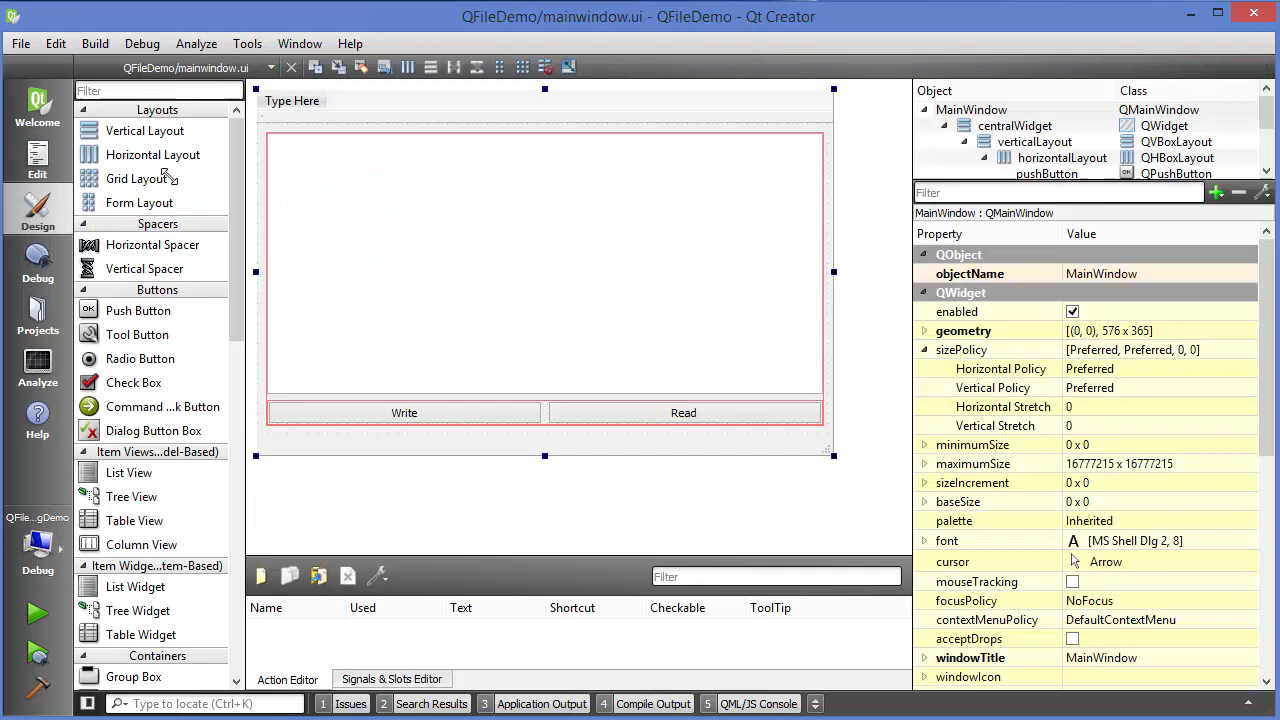 QFileDemo/mainwindow.ui - QFileDemo - Qt Creator
File Edit Build Debug Analyze Tools Window Help
QFileDemo/mainwindow.ui
Welcome
Edit
Design
Debug
Projects
Analyze
Help
QFile...gDemo
Debug
Filter
Layouts
Vertical Layout
Horizontal Layout
Grid Layout
Form Layout
Spacers
Horizontal Spacer
Vertical Spacer
Buttons
Push Button
Tool Button
Radio Button
Check Box
Command ...k Button
Dialog Button Box
Item Views...del-Based)
List View
Tree View
Table View
Column View
Item Widge...tem-Based)
List Widget
Tree Widget
Table Widget
Containers
Group Box
Type Here
Write Read
Filter
Name Used Text Shortcut Checkable ToolTip
Action Editor Signals & Slots Editor
Object Class
MainWindow QMainWindow
centralWidget QWidget
verticalLayout QVBoxLayout
horizontalLayout QHBoxLayout
pushButton QPushButton
Filter
MainWindow : QMainWindow
Property Value
QObject
objectName MainWindow
QWidget
enabled
geometry [(0, 0), 576 x 365]
sizePolicy [Preferred, Preferred, 0, 0]
Horizontal Policy Preferred
Vertical Policy Preferred
Horizontal Stretch 0
Vertical Stretch 0
minimumSize 0 x 0
maximumSize 16777215 x 16777215
sizeIncrement 0 x 0
baseSize 0 x 0
palette Inherited
font A [MS Shell Dlg 2, 8]
cursor Arrow
mouseTracking
focusPolicy NoFocus
contextMenuPolicy DefaultContextMenu
acceptDrops
windowTitle MainWindow
windowIcon
Type to locate (Ctrl+K) 1 Issues 2 Search Results 3 Application Output 4 Compile Output 5 QML/JS Console